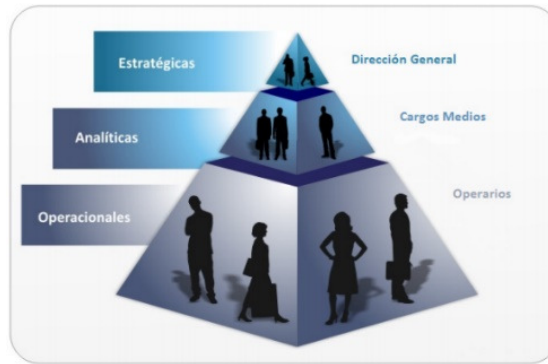 Estratégicas
Dirección General
Analíticas
Cargos Medios
Operacionales
Operarios